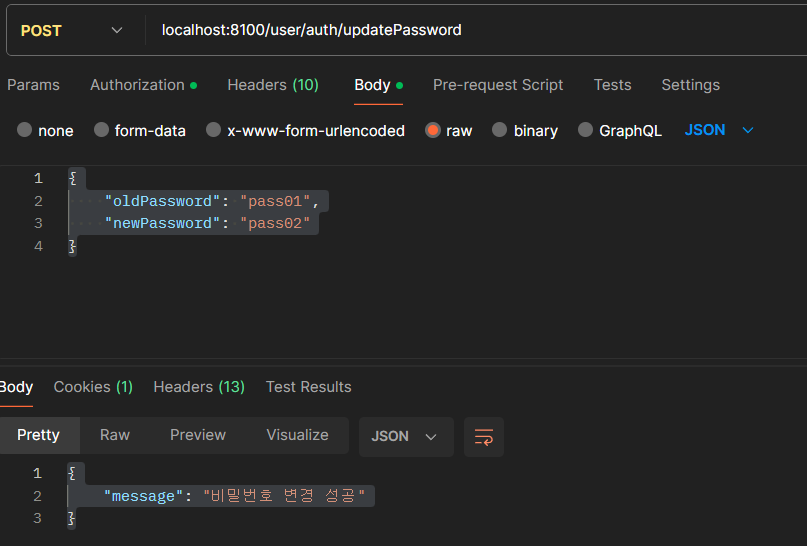 POST localhost:8100/user/auth/updatePassword
Params Authorization Headers (10) Body Pre-request Script Tests Settings
none form-data x-www-form-urlencoded raw binary GraphQL JSON
1 {
2 "oldPassword": "pass01",
3 "newPassword": "pass02"
4 }
Body Cookies (1) Headers (13) Test Results
Pretty Raw Preview Visualize JSON
1 {
2 "message": "비밀번호 변경 성공"
3 }